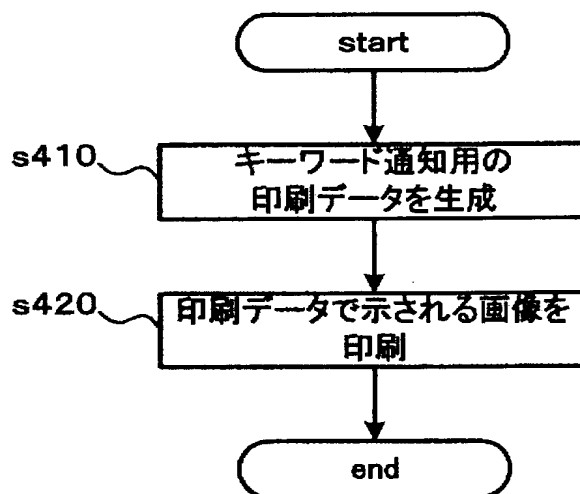 start
s410
キーワード通知用の
印刷データを生成
s420
印刷データで示される画像を
印刷
end